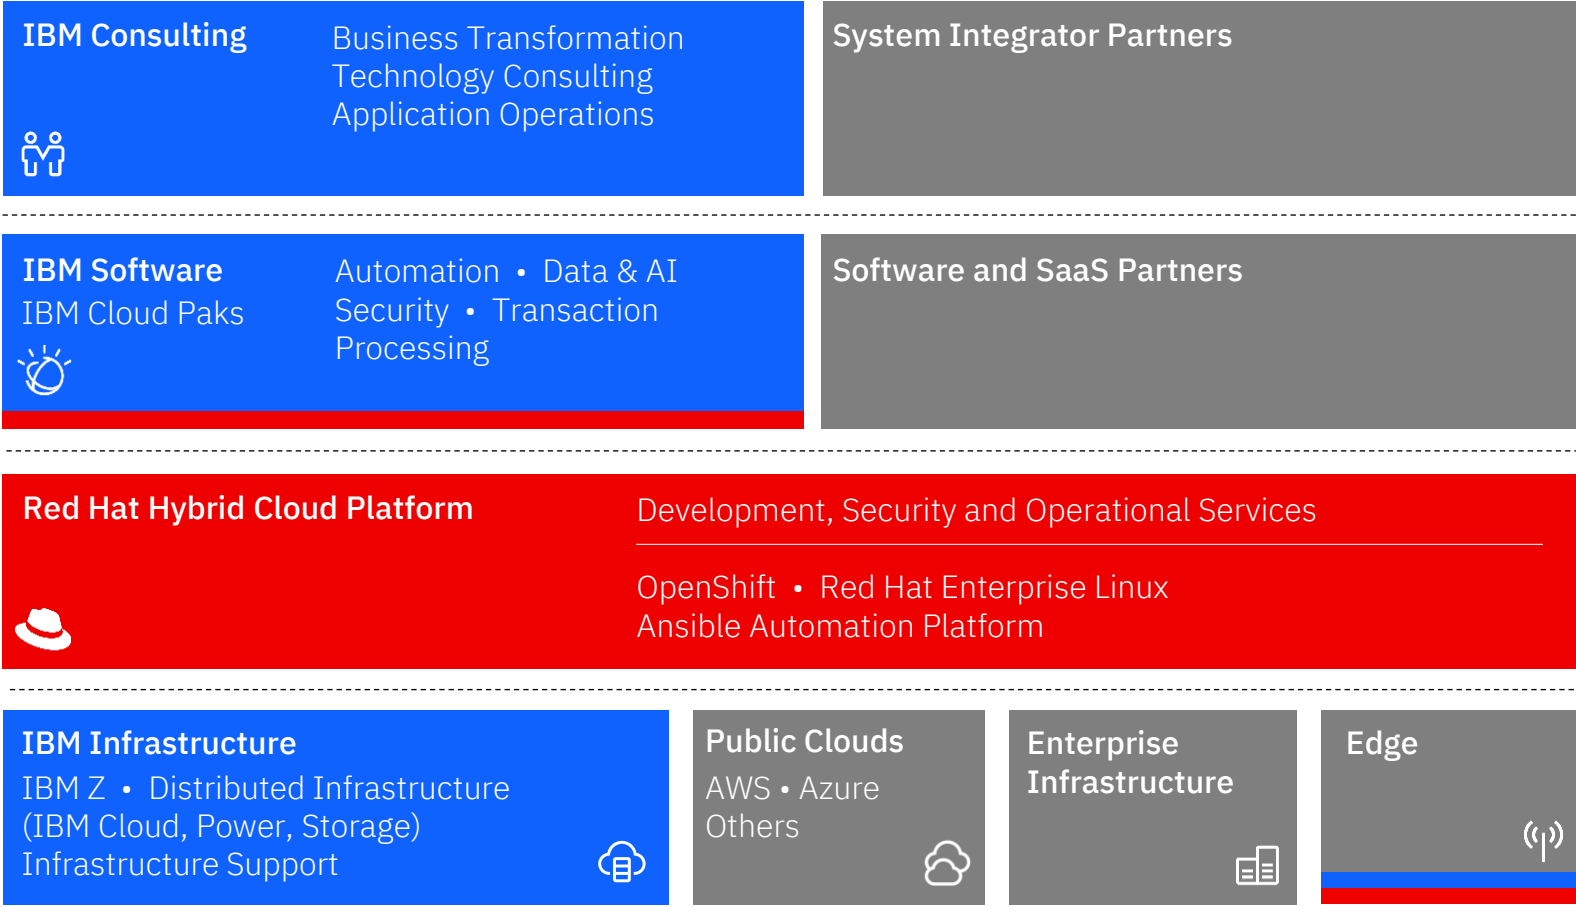 IBM Consulting
Business Transformation
Technology Consulting
Application Operations
System Integrator Partners
IBM Software
IBM Cloud Paks
Automation • Data & AI
Security • Transaction
Processing
Software and SaaS Partners
Red Hat Hybrid Cloud Platform
Development, Security and Operational Services
OpenShift • Red Hat Enterprise Linux
Ansible Automation Platform
IBM Infrastructure
IBM Z • Distributed Infrastructure
(IBM Cloud, Power, Storage)
Infrastructure Support
Public Clouds
AWS • Azure
Others
Enterprise
Infrastructure
Edge